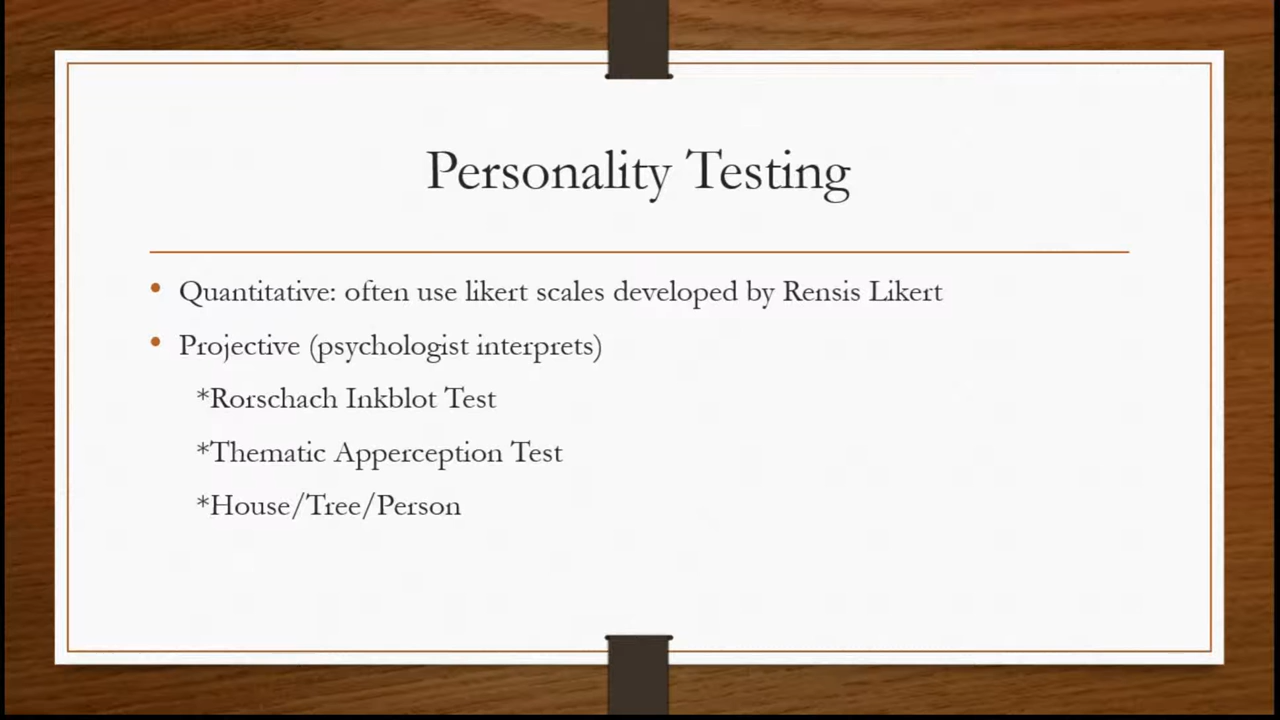 Personality Testing
• Quantitative: often use likert scales developed by Rensis Likert
• Projective (psychologist interprets)
*Rorschach Inkblot Test
*Thematic Apperception Test
*House/Tree/Person